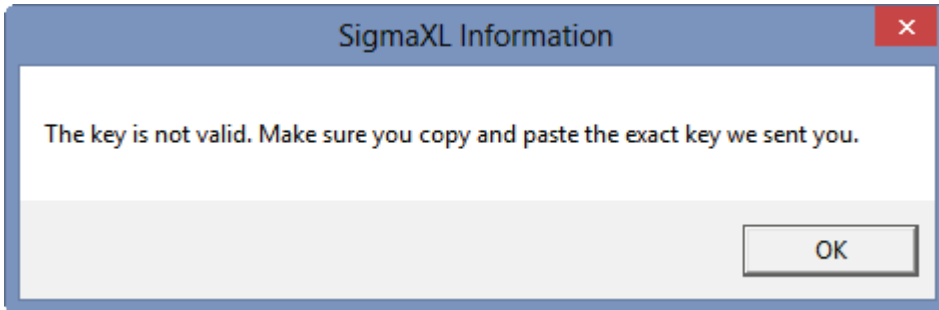 SigmaXL Information
The key is not valid. Make sure you copy and paste the exact key we sent you.
OK